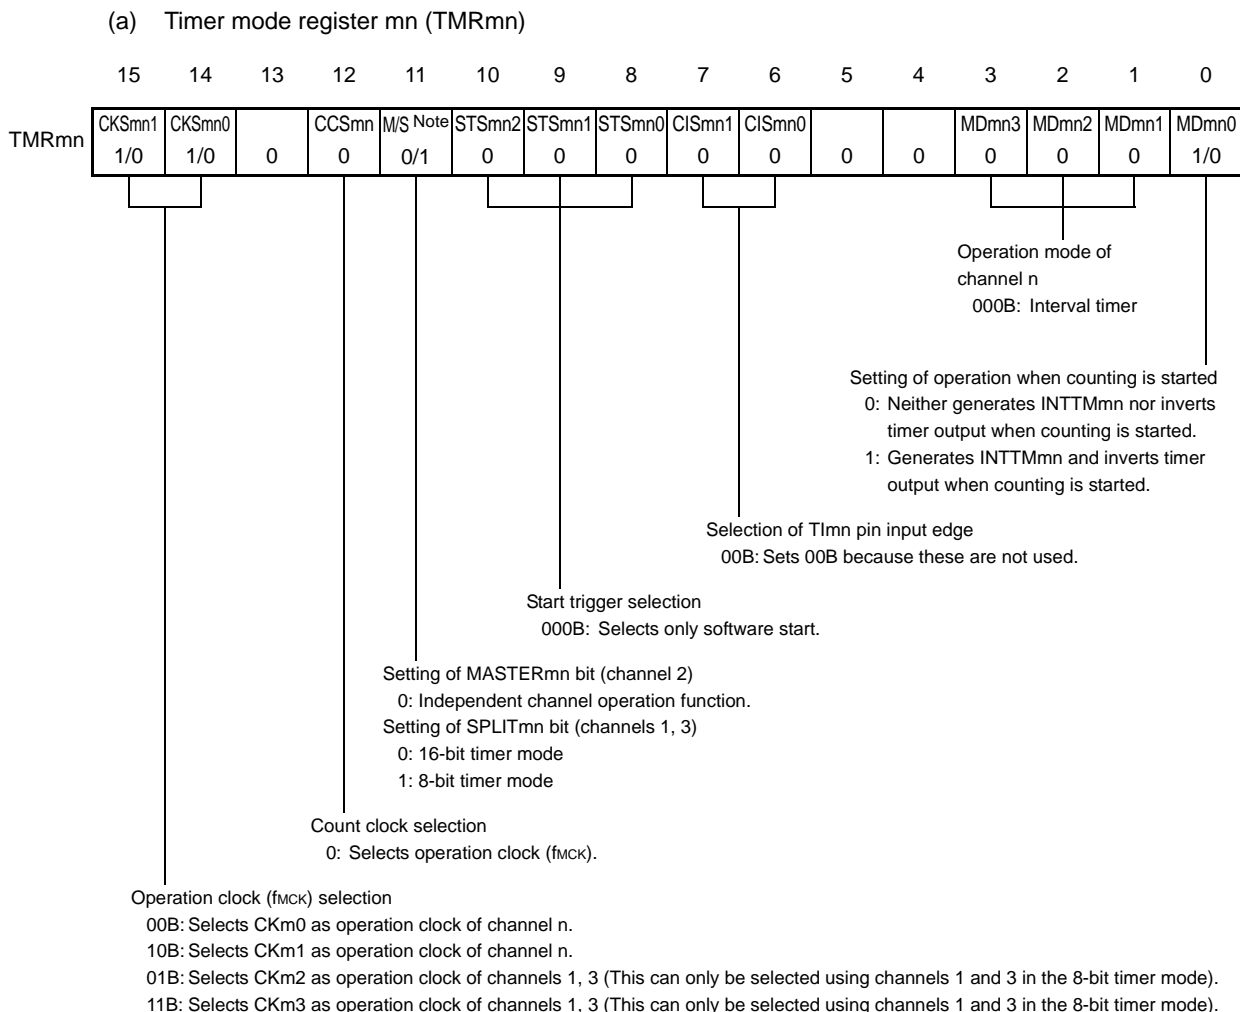 (a) Timer mode register mn (TMRmn)
15 14 13 12 11 10 9 8 7 6 5 4 3 2 1 0
TMRmn
CKSmn1 CKSmn0 CCSmn M/S Note STSmn2 STSmn1 STSmn0 CISmn1 CISmn0 MDmn3 MDmn2 MDmn1 MDmn0
1/0 1/0 0 0 0/1 0 0 0 0 0 0 0 0 0 0 1/0
Operation mode of
channel n
000B: Interval timer
Setting of operation when counting is started
0: Neither generates INTTMmn nor inverts
timer output when counting is started.
1: Generates INTTMmn and inverts timer
output when counting is started.
Selection of TImn pin input edge
00B: Sets 00B because these are not used.
Start trigger selection
000B: Selects only software start.
Setting of MASTERmn bit (channel 2)
0: Independent channel operation function.
Setting of SPLITmn bit (channels 1, 3)
0: 16-bit timer mode
1: 8-bit timer mode
Count clock selection
0: Selects operation clock (fMCK).
Operation clock (fMCK) selection
00B: Selects CKm0 as operation clock of channel n.
10B: Selects CKm1 as operation clock of channel n.
01B: Selects CKm2 as operation clock of channels 1, 3 (This can only be selected using channels 1 and 3 in the 8-bit timer mode).
11B: Selects CKm3 as operation clock of channels 1, 3 (This can only be selected using channels 1 and 3 in the 8-bit timer mode).